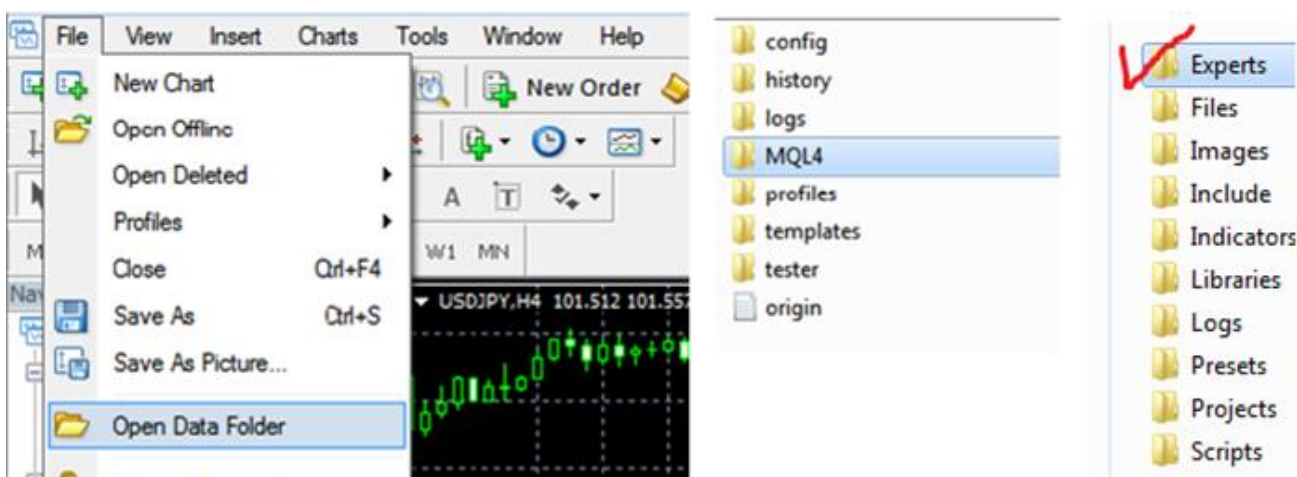 File View Insert Charts Tools Window Help
New Chart
New Order
Open Offline
Open Deleted
A T
Profiles
W1 MN
Close Ctrl+F4
Nav
USDJPY,H4 101.512 101.557
Save As Ctrl+S
Save As Picture...
Open Data Folder
config
history
logs
MQL4
profiles
templates
tester
origin
Experts
Files
Images
Include
Indicators
Libraries
Logs
Presets
Projects
Scripts